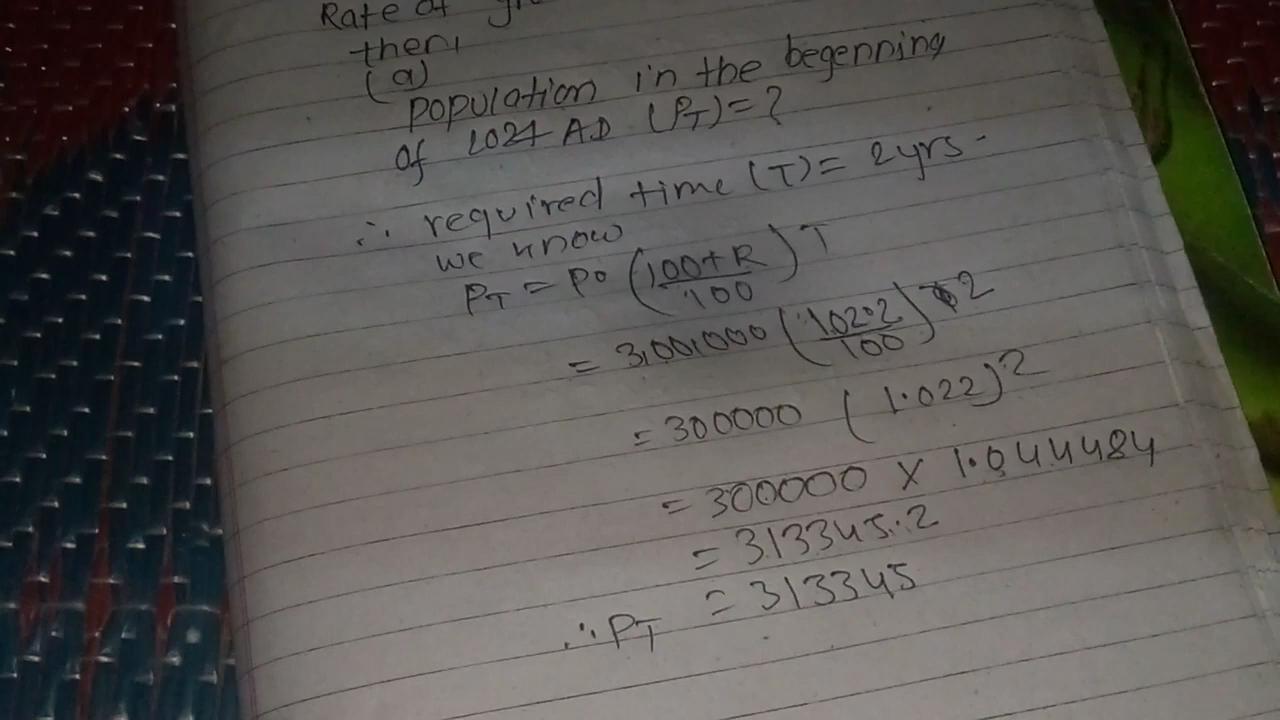 Rate of
then,
(a)
population in the begenning
of 2024 AD (PT)=?
∴ required time (T)= 2yrs.
we know
PT = P0 (100+R/100)T
= 3,00,000 (102.2/100)2
= 300000 (1.022)2
= 300000 x 1.044484
= 313345.2
∴ PT = 313345